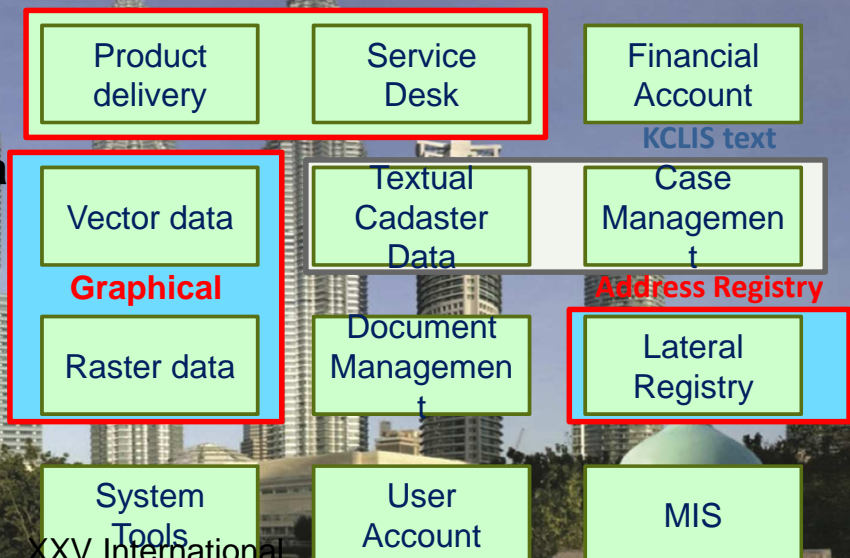 Product
delivery
Service
Desk
Financial
Account
KCLIS text
Vector data
Textual
Cadaster
Data
Case
Managemen
t
Graphical
Address Registry
Raster data
Document
Managemen
t
Lateral
Registry
System
Tools
User
Account
MIS
XXV International